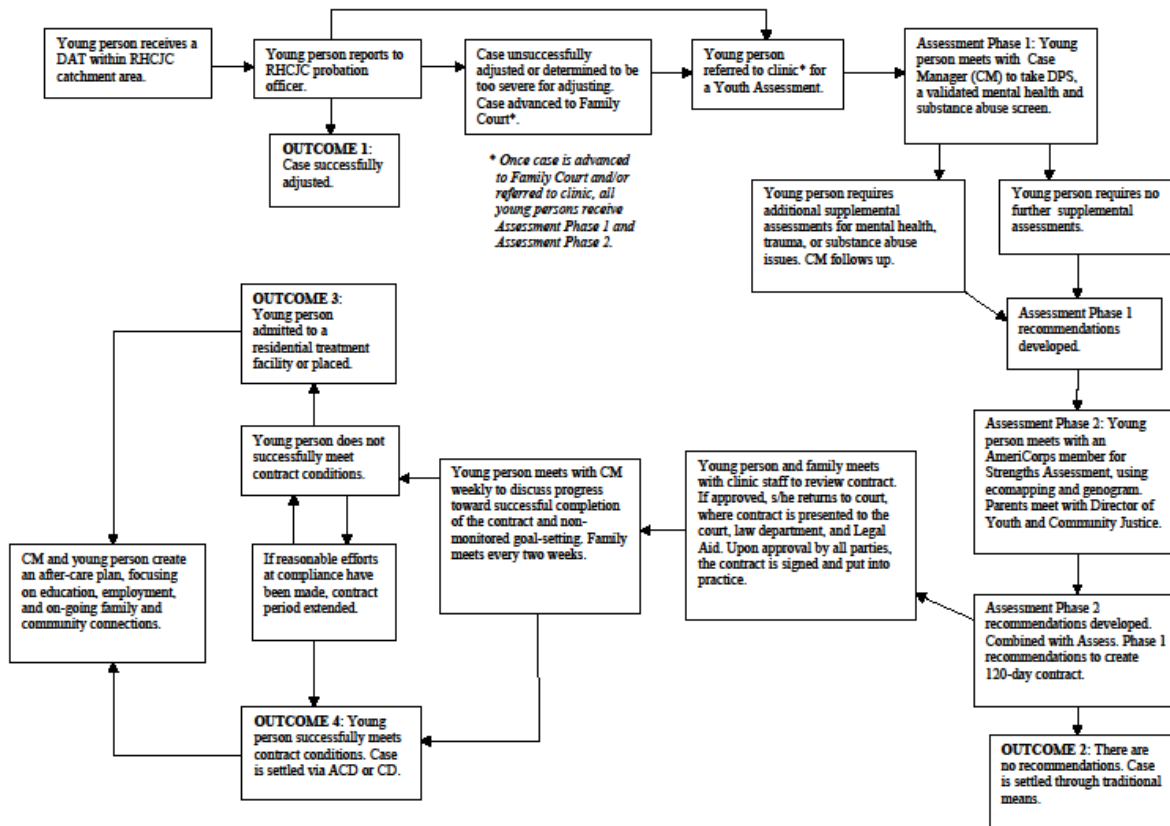 Young person receives a
DAT within RHCJC
catchment area.
Young person reports to
RHCJC probation
officer.
Case unsuccessfully
adjusted or determined to be
too severe for adjusting.
Case advanced to Family
Court*.
Young person
referred to clinic* for
a Youth Assessment.
Assessment Phase 1: Young
person meets with Case
Manager (CM) to take DPS,
a validated mental health and
substance abuse screen.
OUTCOME 1:
Case successfully
adjusted.
* Once case is advanced
to Family Court and/or
referred to clinic, all
young persons receive
Assessment Phase 1 and
Assessment Phase 2.
Young person requires
additional supplemental
assessments for mental health,
trauma, or substance abuse
issues. CM follows up.
Young person requires no
further supplemental
assessments.
Assessment Phase 1
recommendations
developed.
Assessment Phase 2: Young
person meets with an
AmeriCorps member for
Strengths Assessment, using
ecomapping and genogram.
Parents meet with Director of
Youth and Community Justice.
Assessment Phase 2
recommendations developed.
Combined with Assess. Phase 1
recommendations to create
120-day contract.
OUTCOME 2: There are
no recommendations. Case
is settled through traditional
means.
Young person and family meets
with clinic staff to review contract.
If approved, s/he returns to court,
where contract is presented to the
court, law department, and Legal
Aid. Upon approval by all parties,
the contract is signed and put into
practice.
Young person meets with CM
weekly to discuss progress
toward successful completion
of the contract and non-
monitored goal-setting. Family
meets every two weeks.
OUTCOME 3:
Young person
admitted to a
residential treatment
facility or placed.
Young person does not
successfully meet
contract conditions.
If reasonable efforts
at compliance have
been made, contract
period extended.
OUTCOME 4: Young
person successfully meets
contract conditions. Case
is settled via ACD or CD.
CM and young person create
an after-care plan, focusing
on education, employment,
and on-going family and
community connections.